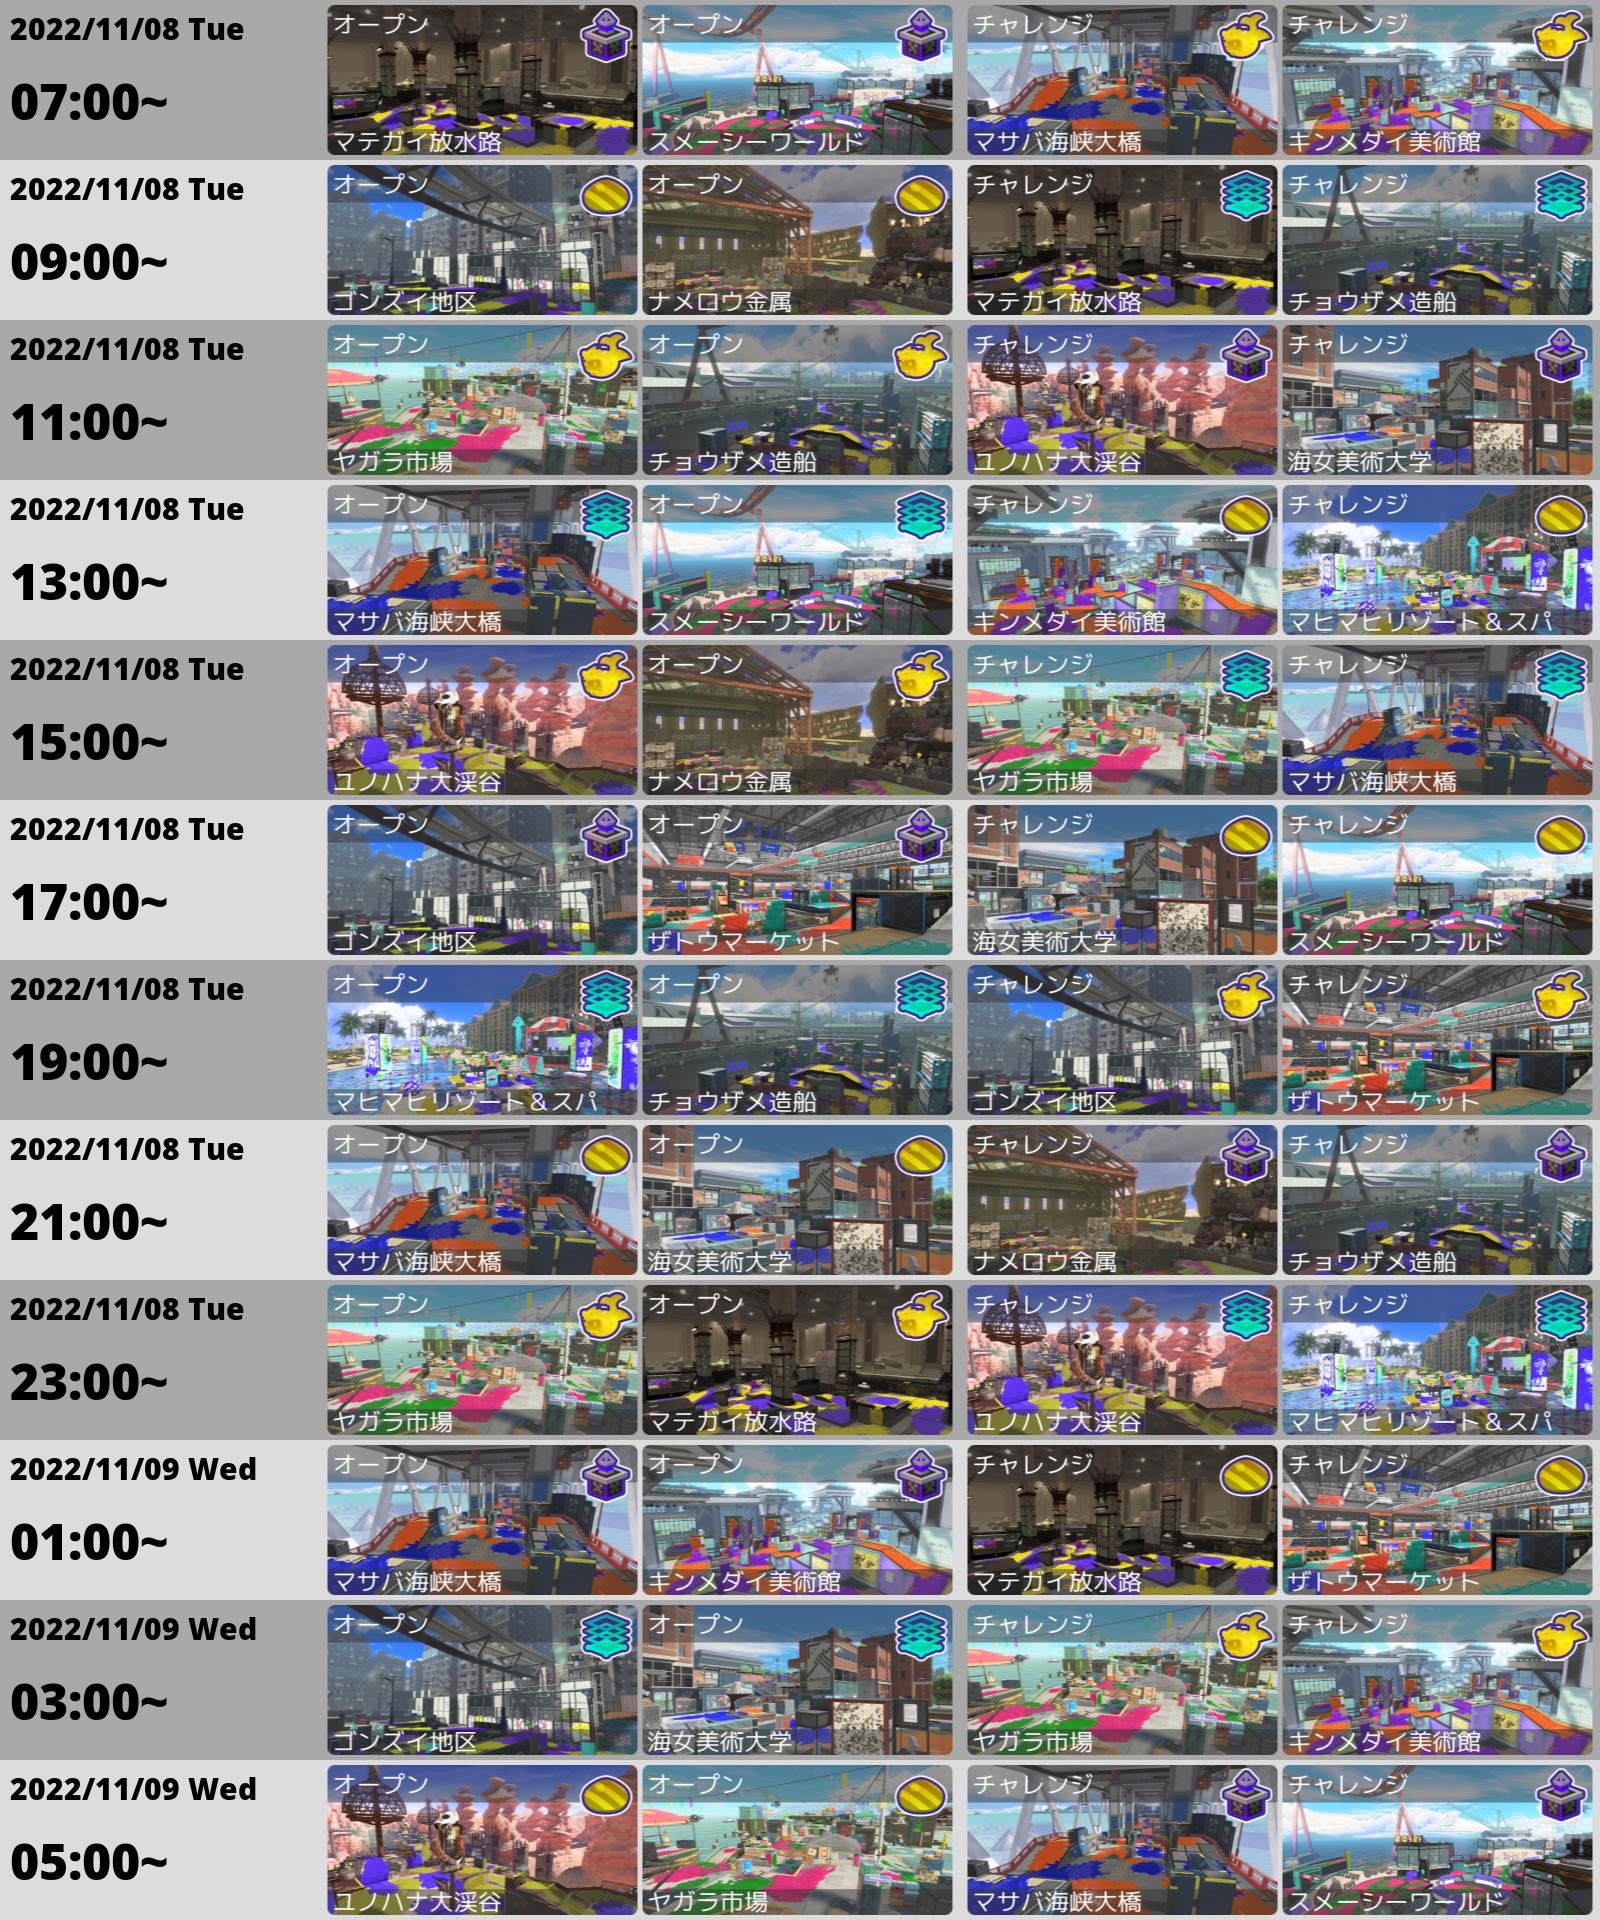 2022/11/08 Tue
07:00~
オープン
マテガイ放水路
オープン
スメーシーワールド
チャレンジ
マサバ海峡大橋
チャレンジ
キンメダイ美術館
2022/11/08 Tue
09:00~
オープン
ゴンズイ地区
オープン
ナメロウ金属
チャレンジ
マテガイ放水路
チャレンジ
チョウザメ造船
2022/11/08 Tue
11:00~
オープン
ヤガラ市場
オープン
チョウザメ造船
チャレンジ
ユノハナ大渓谷
チャレンジ
海女美術大学
2022/11/08 Tue
13:00~
オープン
マサバ海峡大橋
オープン
スメーシーワールド
チャレンジ
キンメダイ美術館
チャレンジ
マヒマヒリゾート&スパ
2022/11/08 Tue
15:00~
オープン
ユノハナ大渓谷
オープン
ナメロウ金属
チャレンジ
ヤガラ市場
チャレンジ
マサバ海峡大橋
2022/11/08 Tue
17:00~
オープン
ゴンズイ地区
オープン
ザトウマーケット
チャレンジ
海女美術大学
チャレンジ
スメーシーワールド
2022/11/08 Tue
19:00~
オープン
マヒマヒリゾート&スパ
オープン
チョウザメ造船
チャレンジ
ゴンズイ地区
チャレンジ
ザトウマーケット
2022/11/08 Tue
21:00~
オープン
マサバ海峡大橋
オープン
海女美術大学
チャレンジ
ナメロウ金属
チャレンジ
チョウザメ造船
2022/11/08 Tue
23:00~
オープン
ヤガラ市場
オープン
マテガイ放水路
チャレンジ
ユノハナ大渓谷
チャレンジ
マヒマヒリゾート&スパ
2022/11/09 Wed
01:00~
オープン
マサバ海峡大橋
オープン
キンメダイ美術館
チャレンジ
マテガイ放水路
チャレンジ
ザトウマーケット
2022/11/09 Wed
03:00~
オープン
ゴンズイ地区
オープン
海女美術大学
チャレンジ
ヤガラ市場
チャレンジ
キンメダイ美術館
2022/11/09 Wed
05:00~
オープン
ユノハナ大渓谷
オープン
ヤガラ市場
チャレンジ
マサバ海峡大橋
チャレンジ
スメーシーワールド